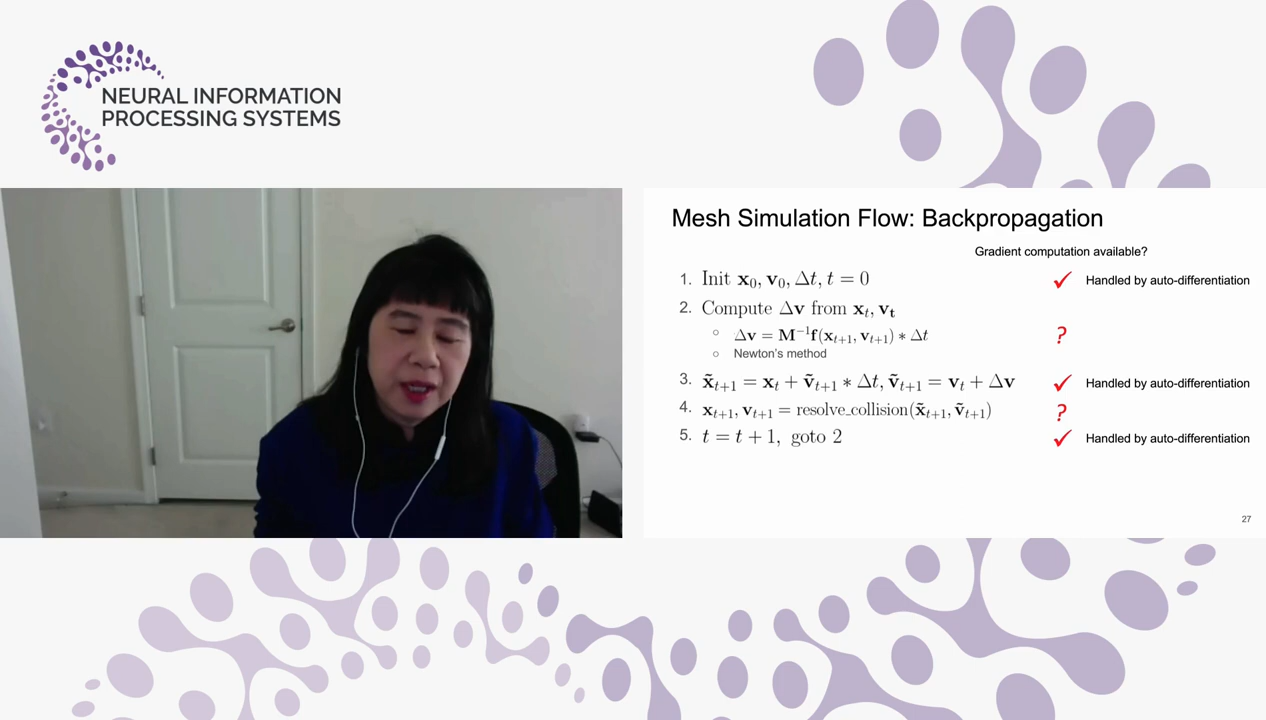 NEURAL INFORMATION
PROCESSING SYSTEMS
Mesh Simulation Flow: Backpropagation
Gradient computation available?
1. Init x₀, v₀, Δt, t = 0 ✓ Handled by auto-differentiation
2. Compute Δv from xₜ, vₜ
○ Δv = M⁻¹f(xₜ₊₁, vₜ₊₁) ∗ Δt ?
○ Newton's method
3. x̃ₜ₊₁ = xₜ + ṽₜ₊₁ ∗ Δt, ṽₜ₊₁ = vₜ + Δv ✓ Handled by auto-differentiation
4. xₜ₊₁, vₜ₊₁ = resolve_collision(x̃ₜ₊₁, ṽₜ₊₁) ?
5. t = t + 1, goto 2 ✓ Handled by auto-differentiation
27